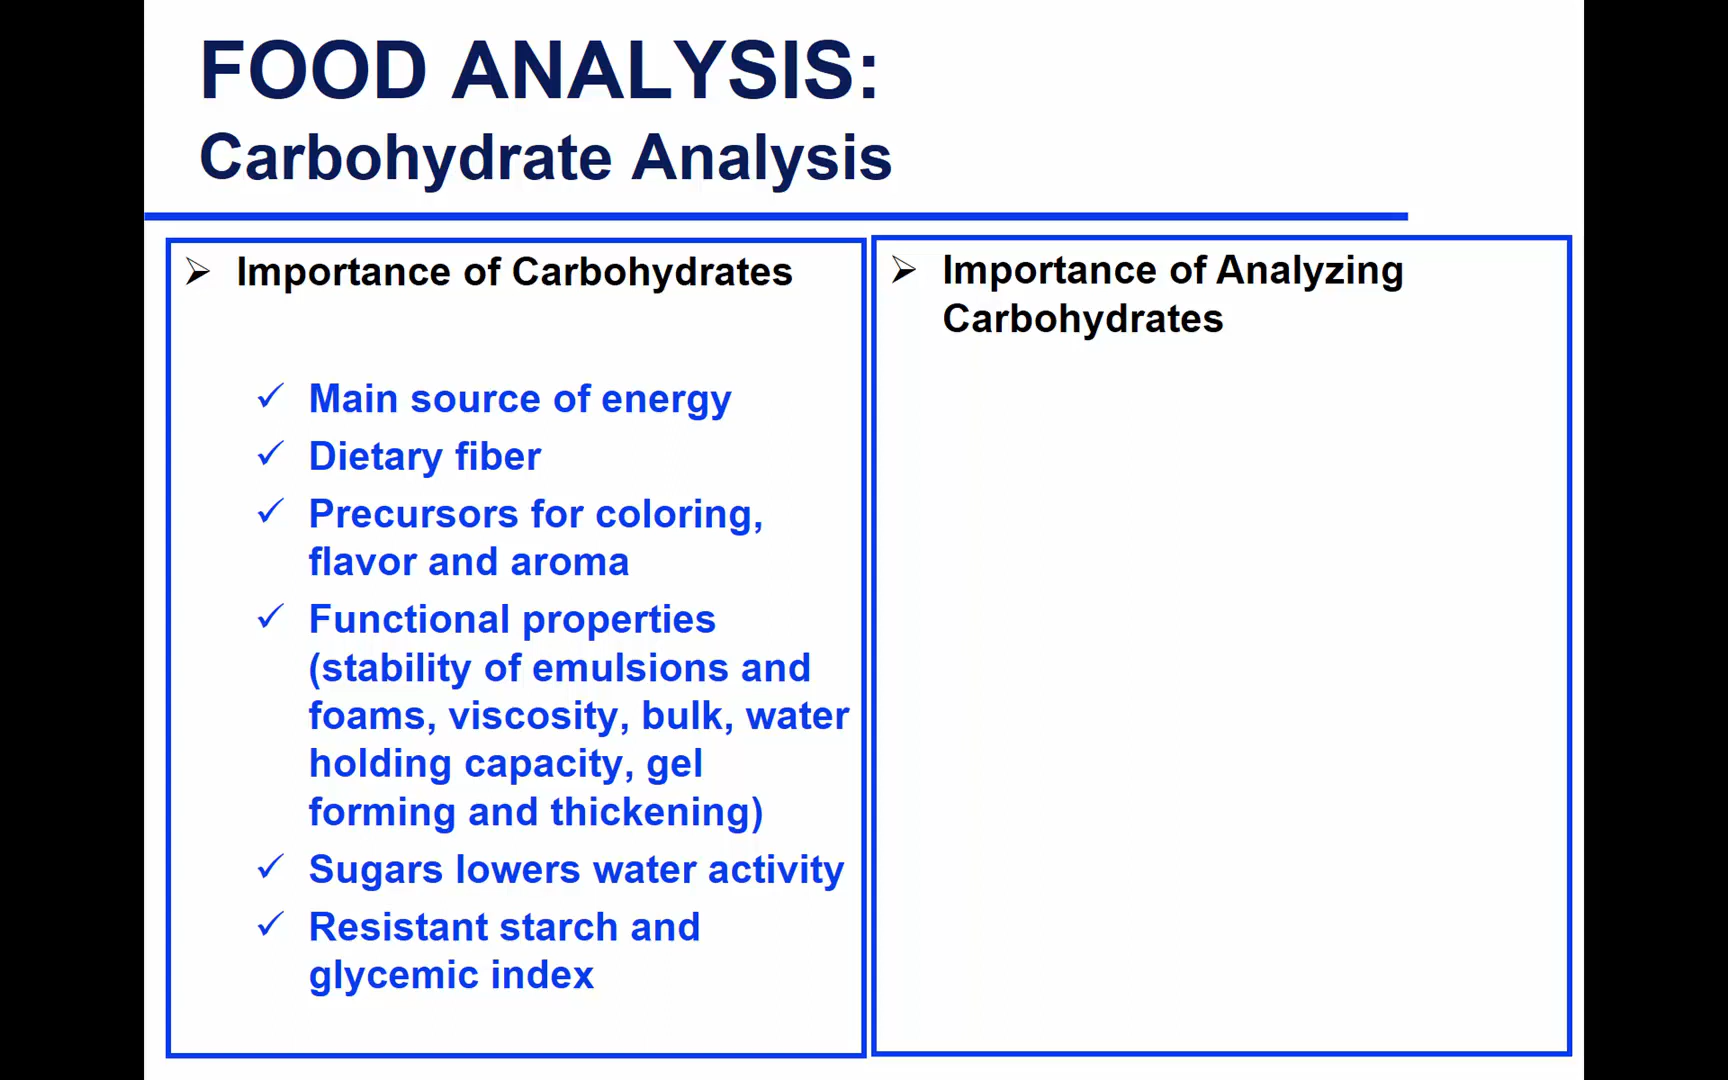 FOOD ANALYSIS:
Carbohydrate Analysis
Importance of Carbohydrates
Main source of energy
Dietary fiber
Precursors for coloring,
flavor and aroma
Functional properties
(stability of emulsions and
foams, viscosity, bulk, water
holding capacity, gel
forming and thickening)
Sugars lowers water activity
Resistant starch and
glycemic index
Importance of Analyzing
Carbohydrates